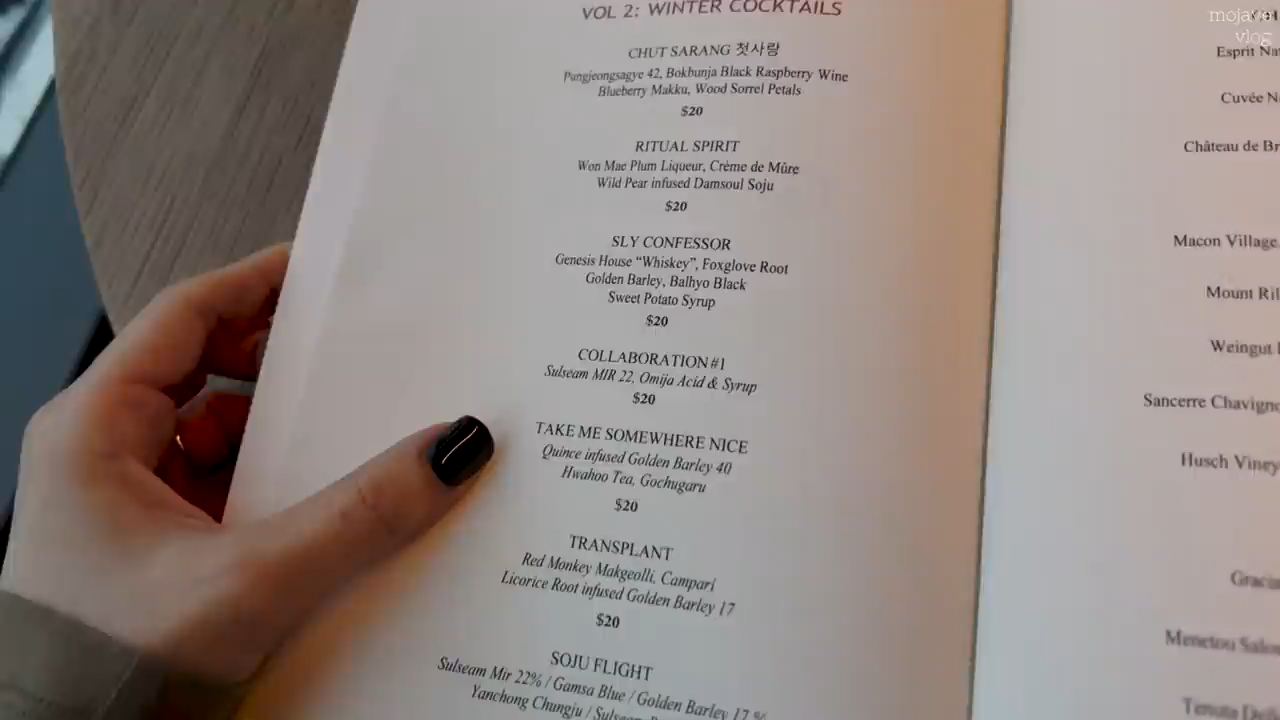 mojave
vlog
VOL 2: WINTER COCKTAILS
CHUT SARANG 첫사랑
Pungjeongsagye 42, Bokbunja Black Raspberry Wine
Blueberry Makku, Wood Sorrel Petals
$20
RITUAL SPIRIT
Won Mae Plum Liqueur, Crème de Mûre
Wild Pear infused Damsoul Soju
$20
SLY CONFESSOR
Genesis House “Whiskey”, Foxglove Root
Golden Barley, Balhyo Black
Sweet Potato Syrup
$20
COLLABORATION #1
Sulseam MIR 22, Omija Acid & Syrup
$20
TAKE ME SOMEWHERE NICE
Quince infused Golden Barley 40
Hwahoo Tea, Gochugaru
$20
TRANSPLANT
Red Monkey Makgeolli, Campari
Licorice Root infused Golden Barley 17
$20
SOJU FLIGHT
Sulseam Mir 22% / Gamsa Blue / Golden Barley 17 %
Yanchong Chungju /
Esprit
Cuvée
Château de
Macon Village
Mount
Weingut
Sancerre
Husch
Menetou